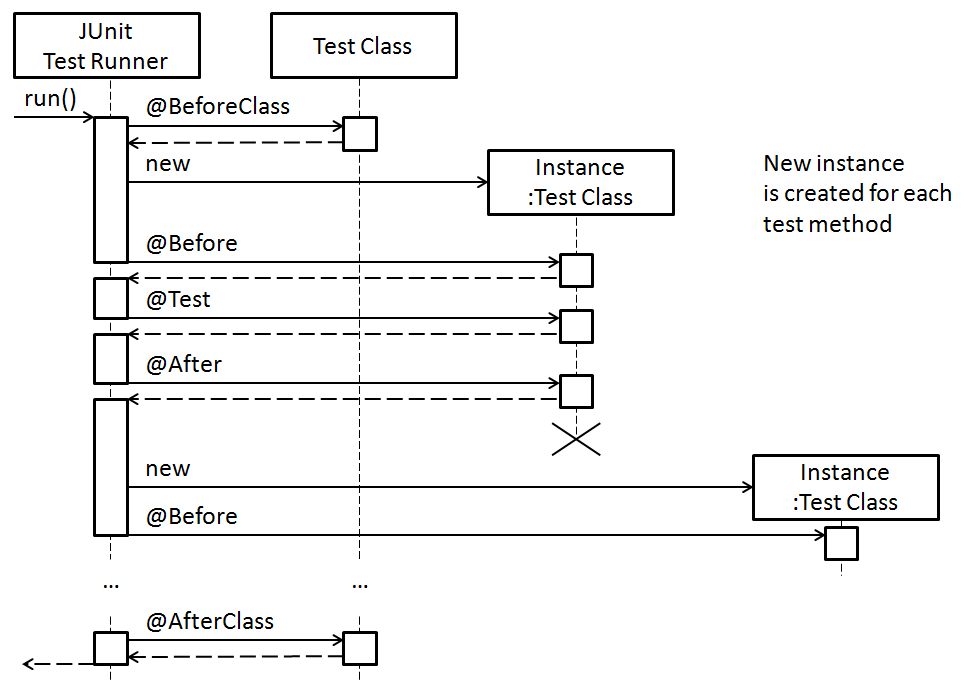 JUnit
Test Runner
Test Class
run()
@BeforeClass
new
Instance
:Test Class
New instance
is created for each
test method
@Before
@Test
@After
new
Instance
:Test Class
@Before
...
...
@AfterClass